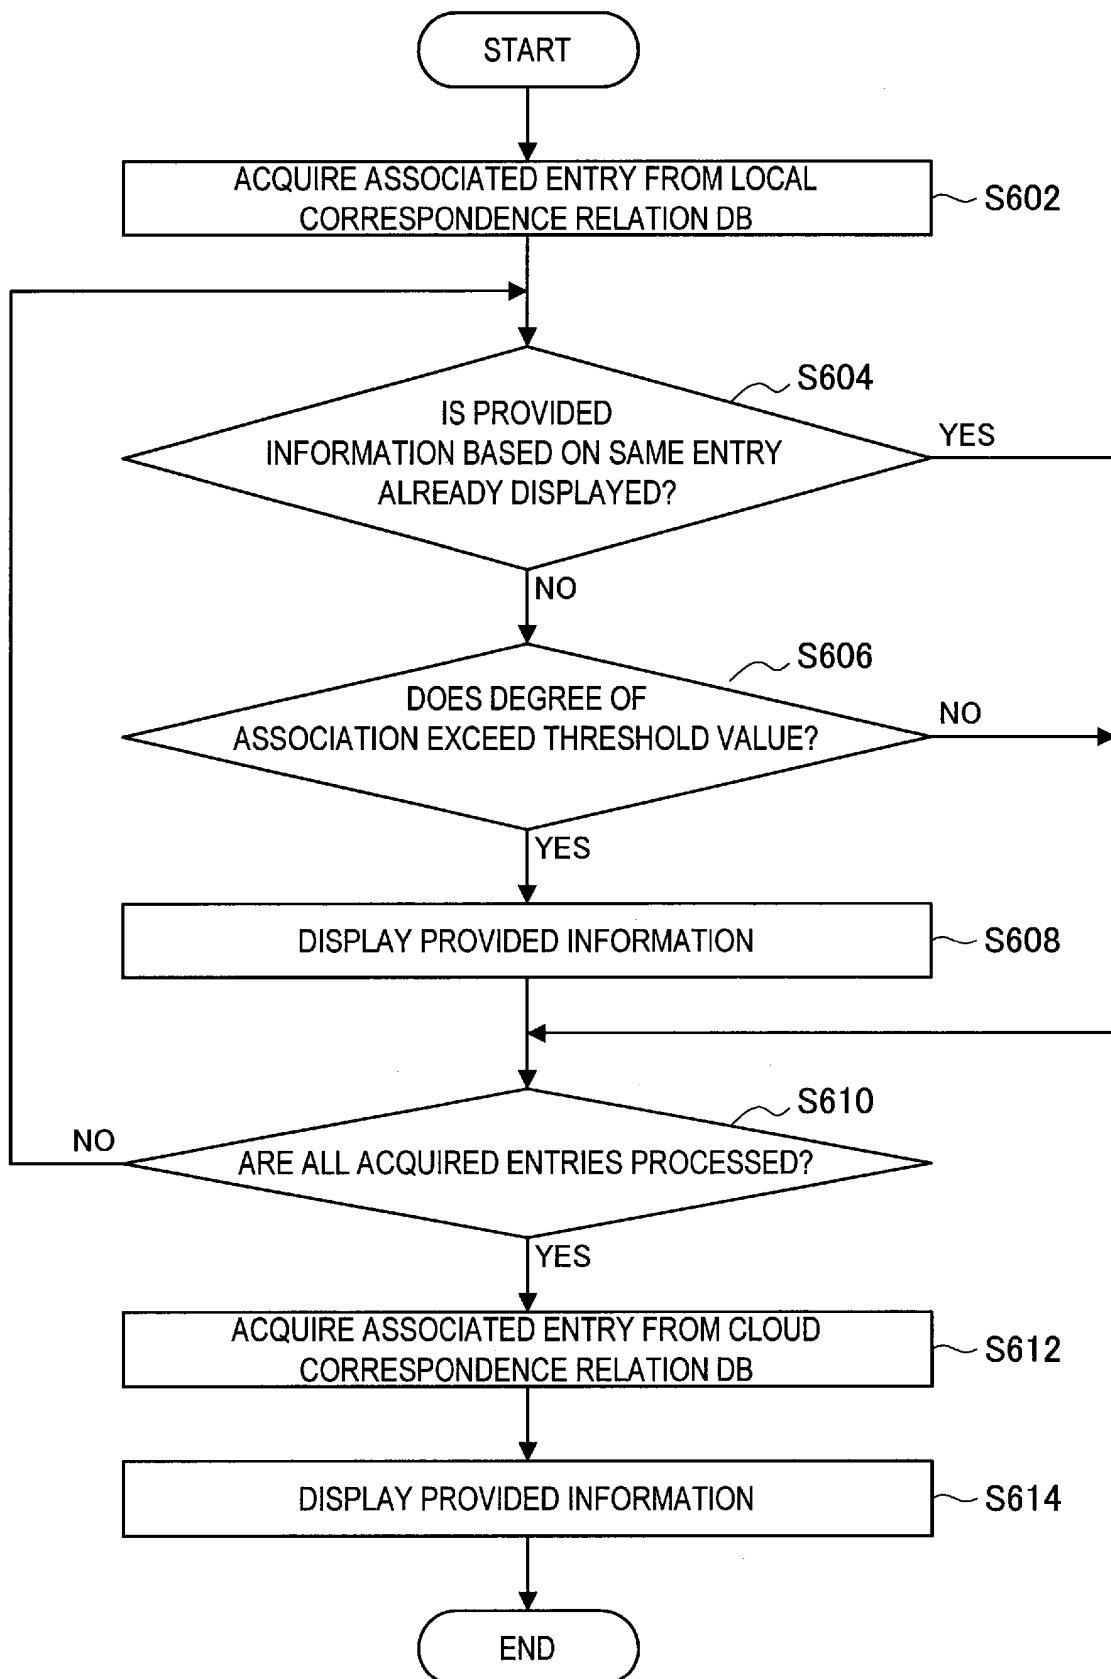 START
ACQUIRE ASSOCIATED ENTRY FROM LOCAL
CORRESPONDENCE RELATION DB
S602
S604
IS PROVIDED
INFORMATION BASED ON SAME ENTRY
ALREADY DISPLAYED?
YES
NO
S606
DOES DEGREE OF
ASSOCIATION EXCEED THRESHOLD VALUE?
NO
YES
DISPLAY PROVIDED INFORMATION
S608
S610
NO
ARE ALL ACQUIRED ENTRIES PROCESSED?
YES
ACQUIRE ASSOCIATED ENTRY FROM CLOUD
CORRESPONDENCE RELATION DB
S612
DISPLAY PROVIDED INFORMATION
S614
END